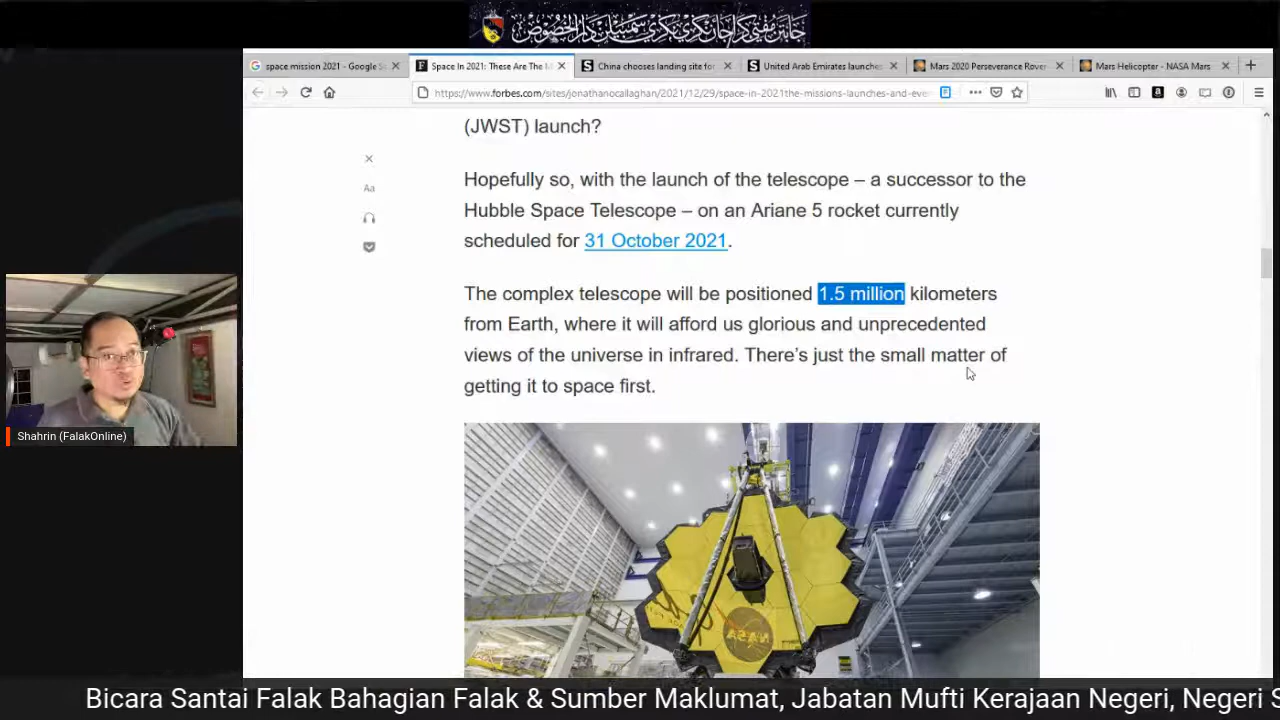 space mission 2021 - Google S
Space In 2021: These Are The M
China chooses landing site for
United Arab Emirates launches
Mars 2020 Perseverance Rover
Mars Helicopter - NASA Mars
https://www.forbes.com/sites/jonathanocallaghan/2021/12/29/space-in-2021the-missions-launches-and-eve
(JWST) launch?
Aa
Hopefully so, with the launch of the telescope – a successor to the
Hubble Space Telescope – on an Ariane 5 rocket currently
scheduled for 31 October 2021.
The complex telescope will be positioned 1.5 million kilometers
from Earth, where it will afford us glorious and unprecedented
views of the universe in infrared. There's just the small matter of
getting it to space first.
NASA
Shahrin (FalakOnline)
Bicara Santai Falak Bahagian Falak & Sumber Maklumat, Jabatan Mufti Kerajaan Negeri, Negeri S